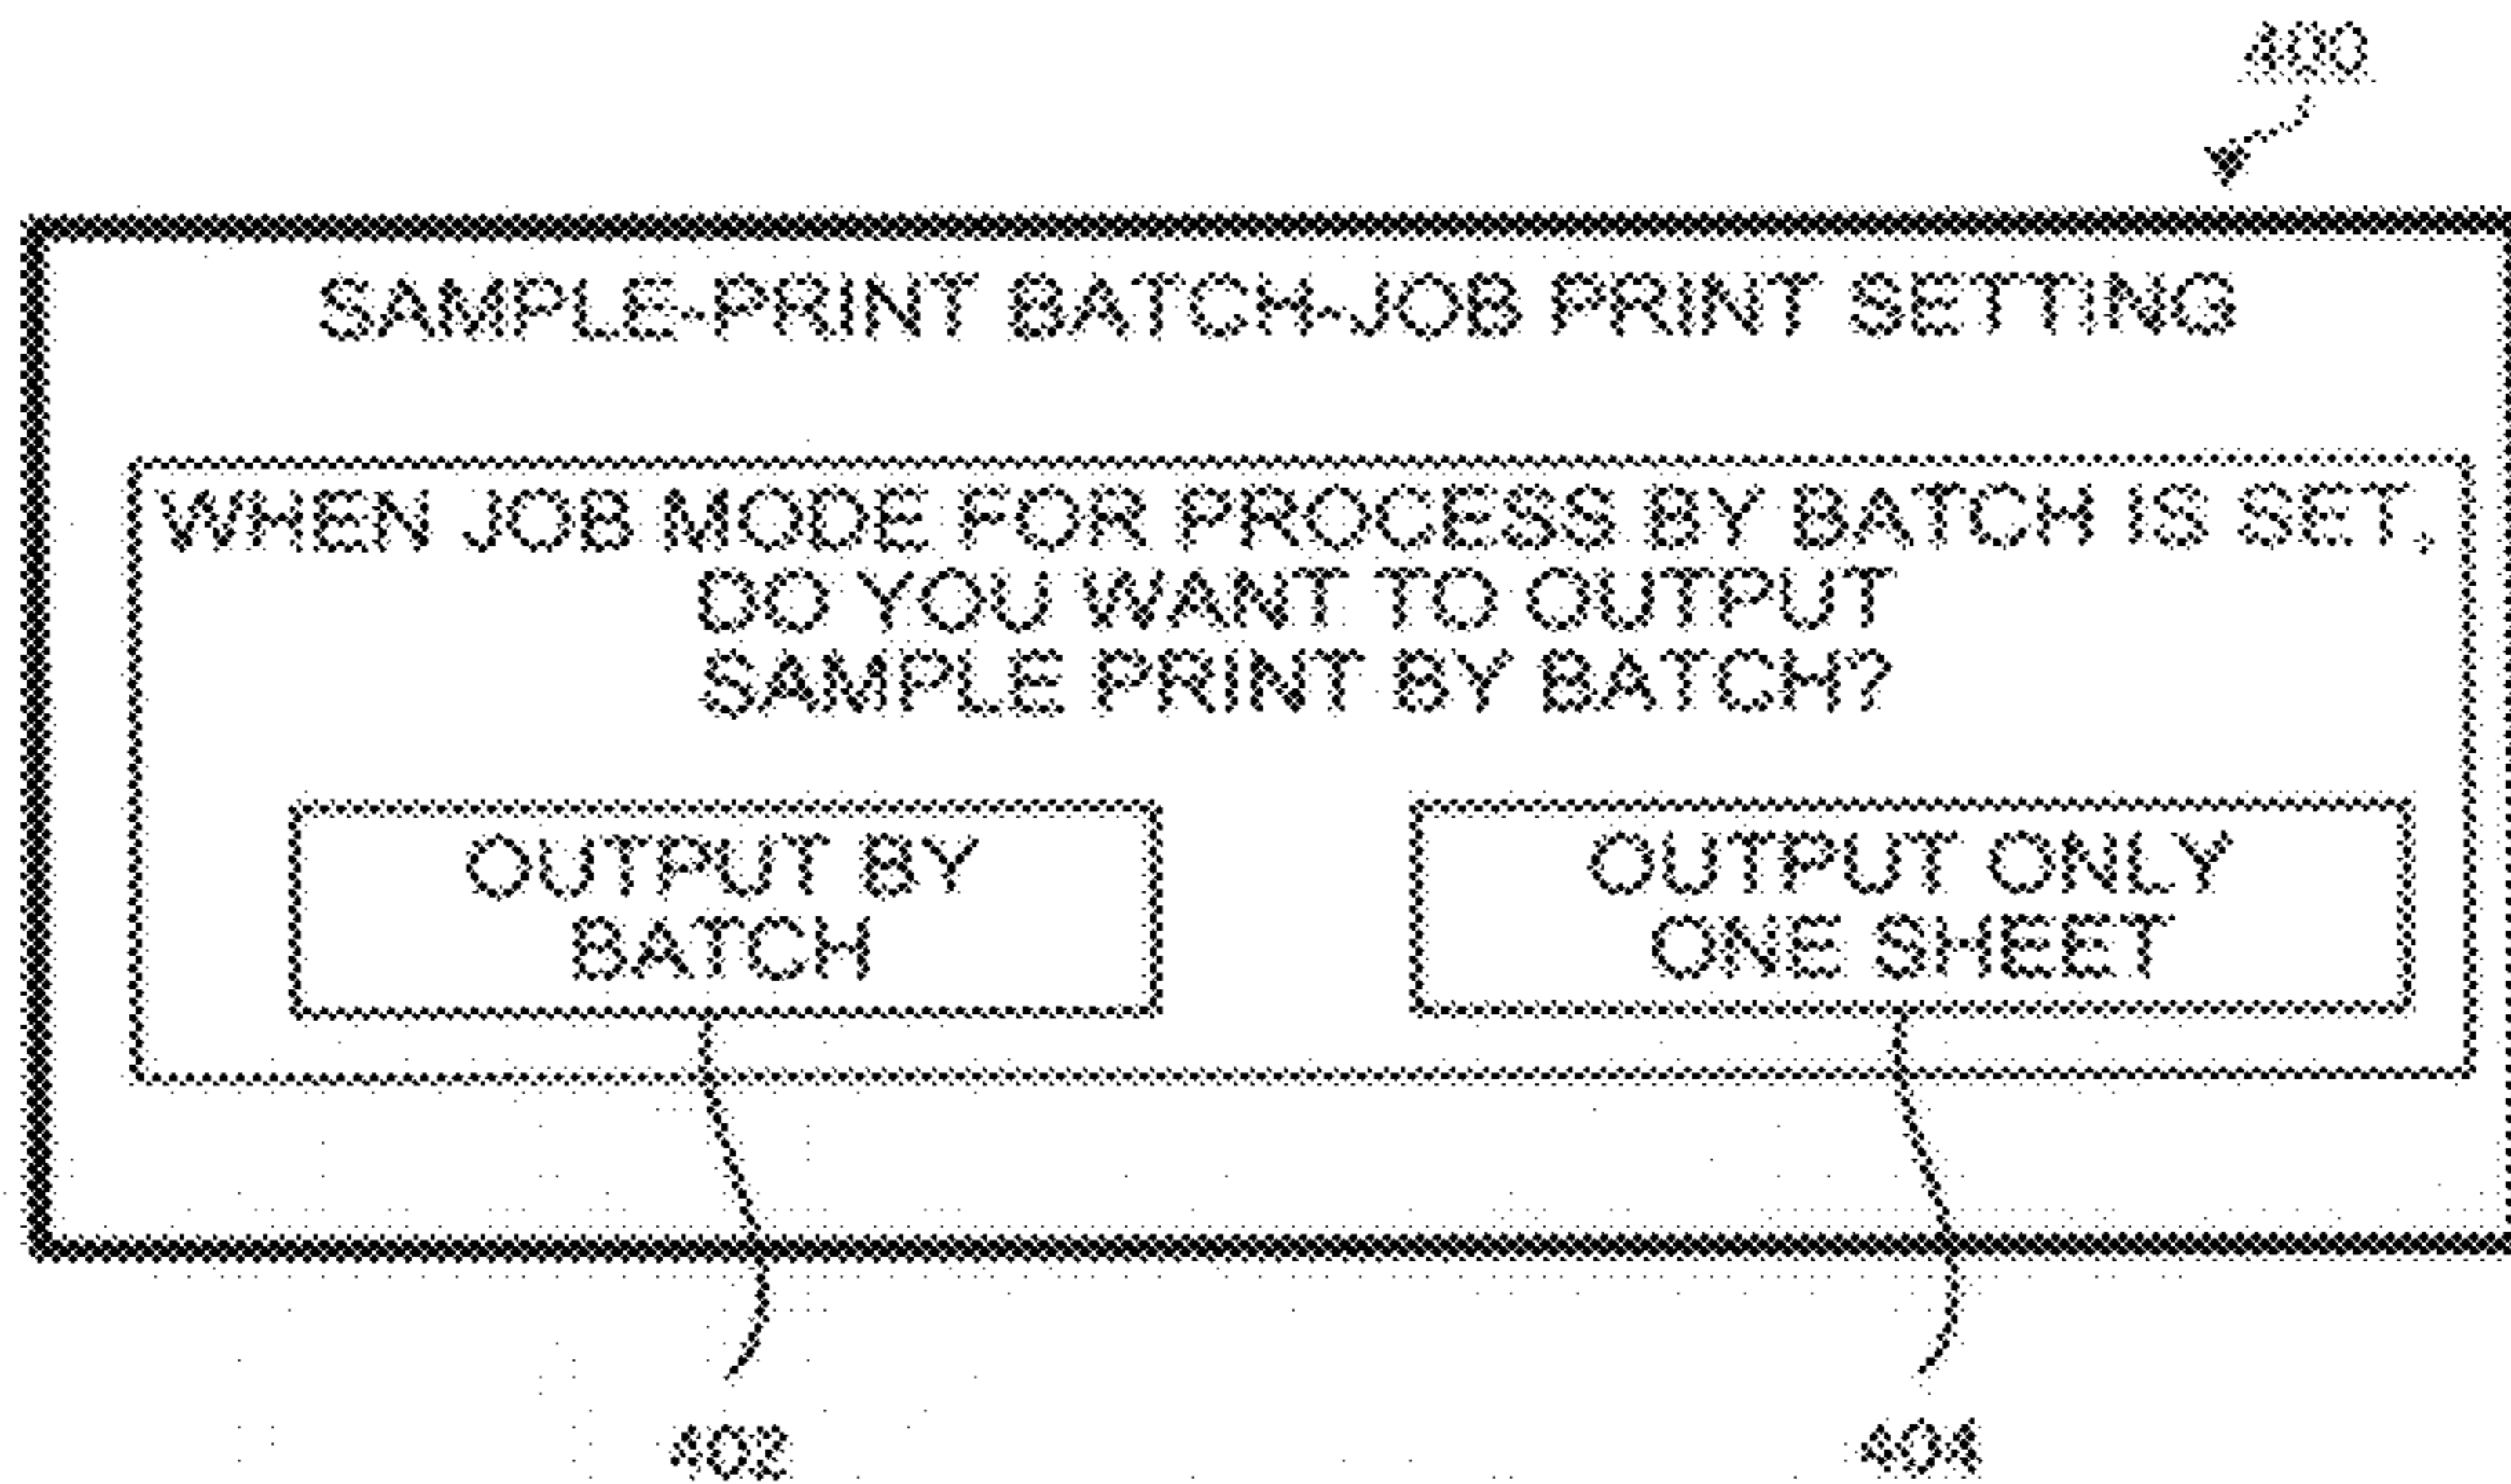 400
SAMPLE-PRINT BATCH-JOB PRINT SETTING
WHEN JOB MODE FOR PROCESS BY BATCH IS SET,
DO YOU WANT TO OUTPUT
SAMPLE PRINT BY BATCH?
OUTPUT BY
BATCH
OUTPUT ONLY
ONE SHEET
402
404